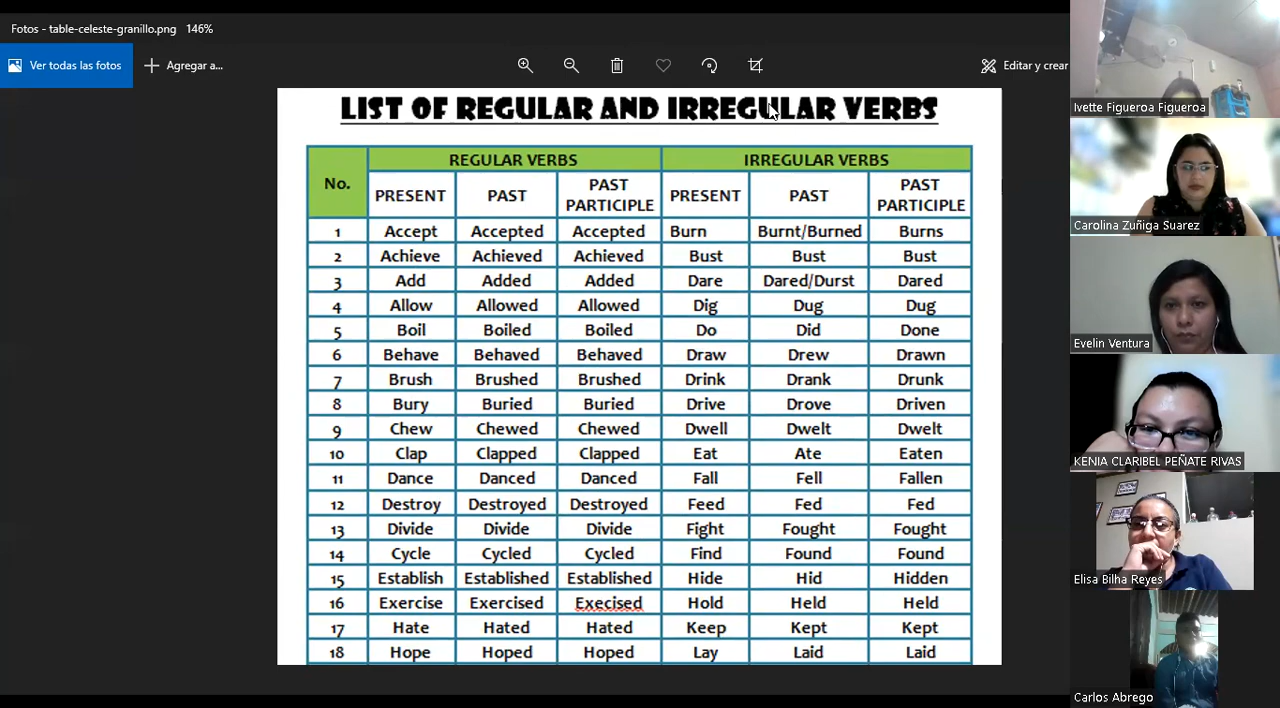 Fotos - table-celeste-granillo.png 146%
Ver todas las fotos Agregar a... Editar y crear
LIST OF REGULAR AND IRREGULAR VERBS
No. REGULAR VERBS IRREGULAR VERBS
PRESENT PAST PAST PARTICIPLE PRESENT PAST PAST PARTICIPLE
1 Accept Accepted Accepted Burn Burnt/Burned Burns
2 Achieve Achieved Achieved Bust Bust Bust
3 Add Added Added Dare Dared/Durst Dared
4 Allow Allowed Allowed Dig Dug Dug
5 Boil Boiled Boiled Do Did Done
6 Behave Behaved Behaved Draw Drew Drawn
7 Brush Brushed Brushed Drink Drank Drunk
8 Bury Buried Buried Drive Drove Driven
9 Chew Chewed Chewed Dwell Dwelt Dwelt
10 Clap Clapped Clapped Eat Ate Eaten
11 Dance Danced Danced Fall Fell Fallen
12 Destroy Destroyed Destroyed Feed Fed Fed
13 Divide Divide Divide Fight Fought Fought
14 Cycle Cycled Cycled Find Found Found
15 Establish Established Established Hide Hid Hidden
16 Exercise Exercised Execised Hold Held Held
17 Hate Hated Hated Keep Kept Kept
18 Hope Hoped Hoped Lay Laid Laid
Ivette Figueroa Figueroa
Carolina Zuñiga Suarez
Evelin Ventura
KENIA CLARIBEL PEÑATE RIVAS
Elisa Bilha Reyes
Carlos Abrego